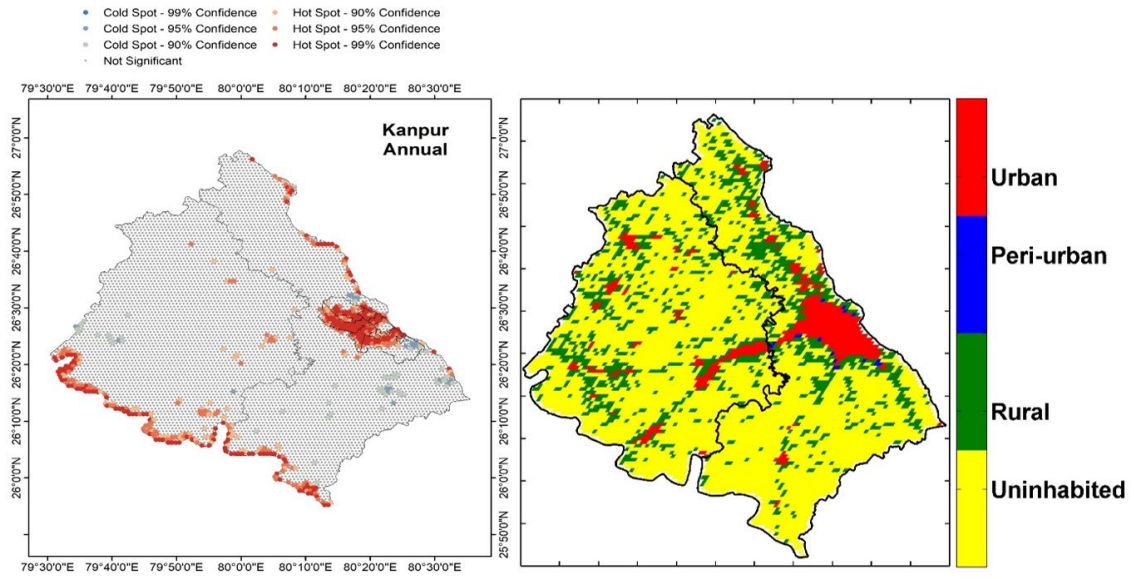 Cold Spot - 99% Confidence
Hot Spot - 90% Confidence
Cold Spot - 95% Confidence
Hot Spot - 95% Confidence
Cold Spot - 90% Confidence
Hot Spot - 99% Confidence
Not Significant
79°30'0"E 79°40'0"E 79°50'0"E 80°0'0"E 80°10'0"E 80°20'0"E 80°30'0"E
Kanpur
Annual
27°0'0"N
26°50'0"N
26°40'0"N
26°30'0"N
26°20'0"N
26°10'0"N
26°0'0"N
27°0'0"N
26°50'0"N
26°40'0"N
26°30'0"N
26°20'0"N
26°10'0"N
26°0'0"N
25°50'0"N
79°30'0"E 79°40'0"E 79°50'0"E 80°0'0"E 80°10'0"E 80°20'0"E 80°30'0"E
Urban
Peri-urban
Rural
Uninhabited